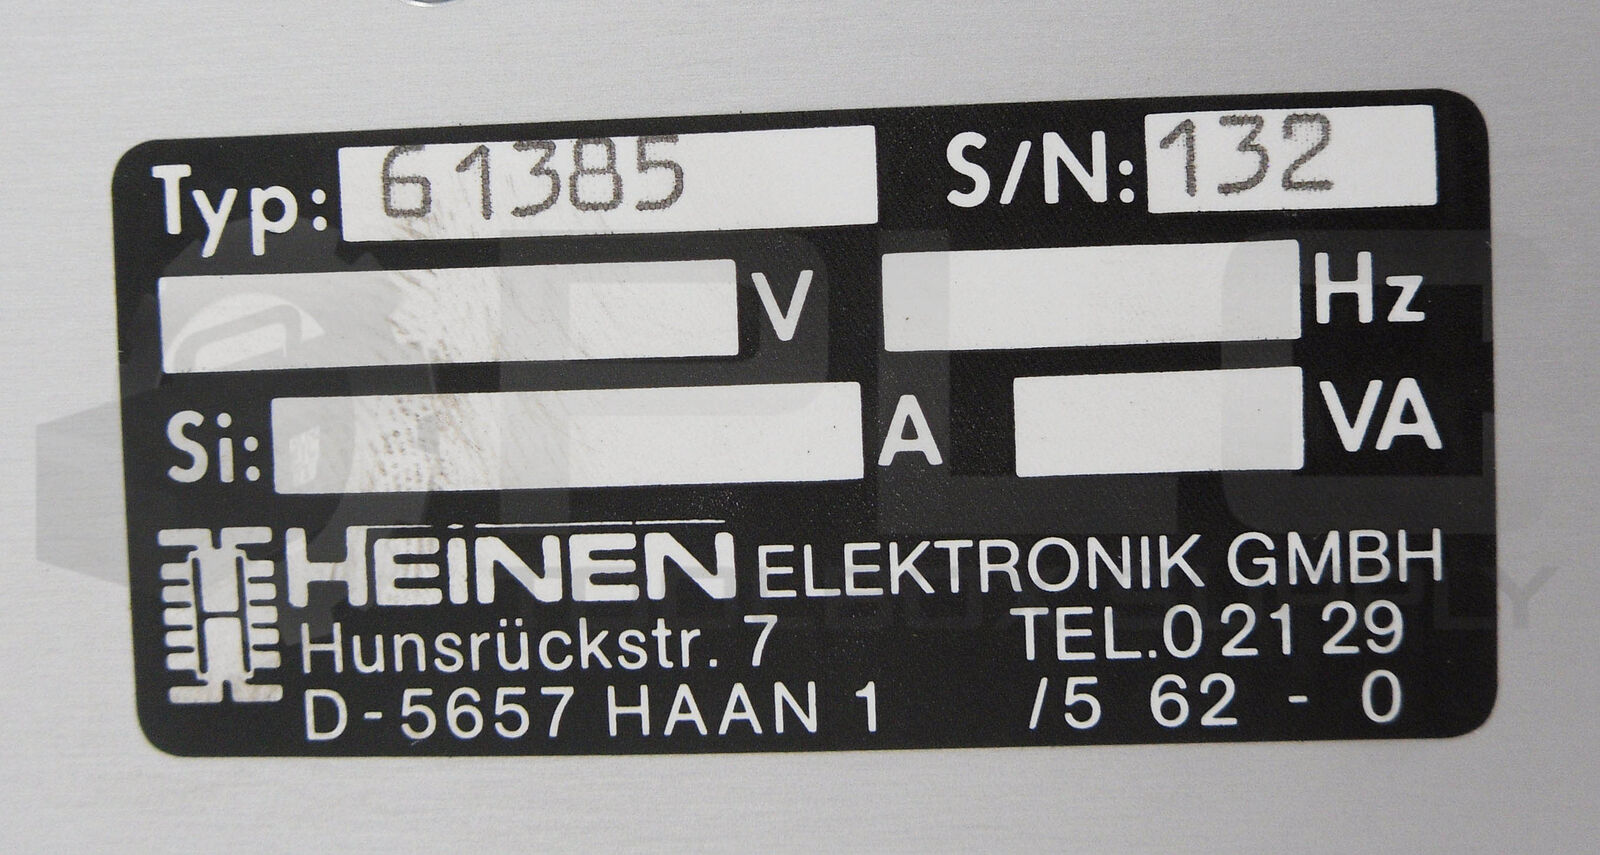 Typ: 61385 S/N: 132
V Hz
Si: A VA
HEINEN ELEKTRONIK GMBH
Hunsrückstr. 7 TEL.0 21 29
D-5657 HAAN 1 /5 62 - 0